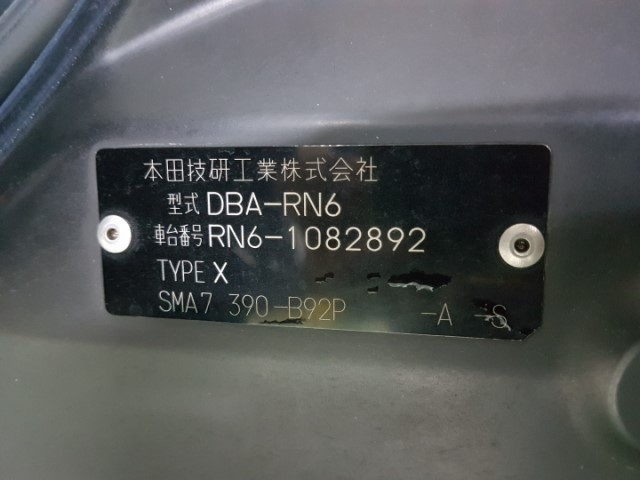 本田技研工業株式会社
型式 DBA-RN6
車台番号 RN6-1082892
TYPE X
SMA7 390-B92P -A -S